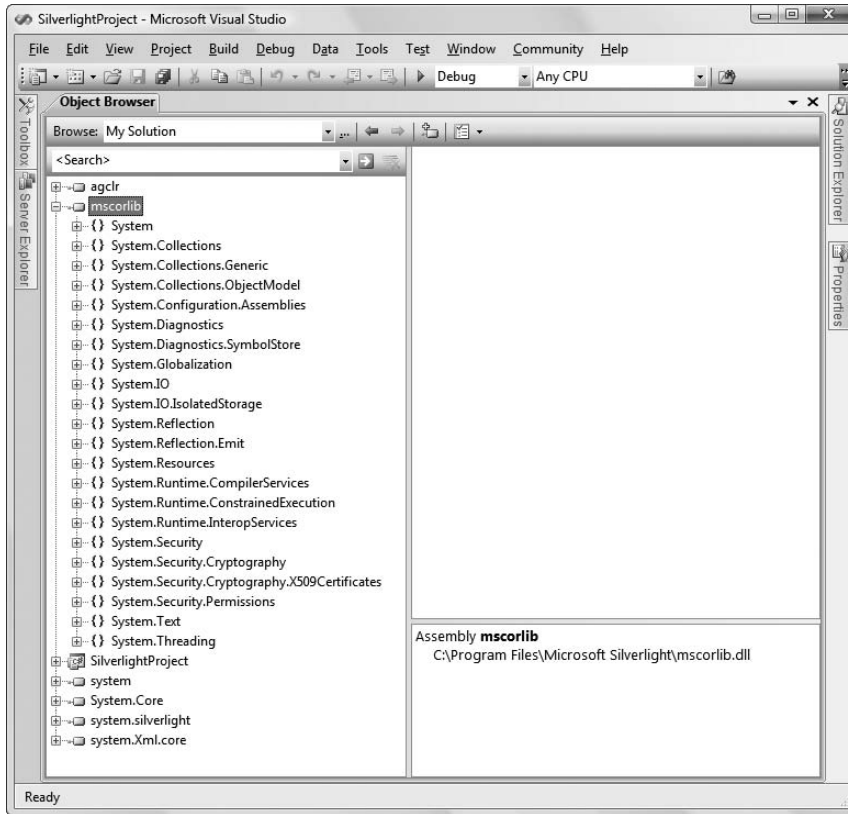 SilverlightProject - Microsoft Visual Studio
File Edit View Project Build Debug Data Tools Test Window Community Help
Debug Any CPU
Toolbox
Server Explorer
Object Browser
Browse: My Solution ...
<Search>
agclr
mscorlib
{} System
{} System.Collections
{} System.Collections.Generic
{} System.Collections.ObjectModel
{} System.Configuration.Assemblies
{} System.Diagnostics
{} System.Diagnostics.SymbolStore
{} System.Globalization
{} System.IO
{} System.IO.IsolatedStorage
{} System.Reflection
{} System.Reflection.Emit
{} System.Resources
{} System.Runtime.CompilerServices
{} System.Runtime.ConstrainedExecution
{} System.Runtime.InteropServices
{} System.Security
{} System.Security.Cryptography
{} System.Security.Cryptography.X509Certificates
{} System.Security.Permissions
{} System.Text
{} System.Threading
SilverlightProject
system
System.Core
system.silverlight
system.Xml.core
Assembly mscorlib
C:\Program Files\Microsoft Silverlight\mscorlib.dll
Solution Explorer
Properties
Ready